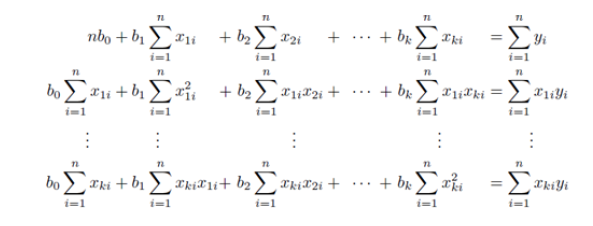 $nb_0 + b_1 \sum_{i=1}^{n} x_{1i} + b_2 \sum_{i=1}^{n} x_{2i} + \cdots + b_k \sum_{i=1}^{n} x_{ki} = \sum_{i=1}^{n} y_i$
$b_0 \sum_{i=1}^{n} x_{1i} + b_1 \sum_{i=1}^{n} x_{1i}^2 + b_2 \sum_{i=1}^{n} x_{1i} x_{2i} + \cdots + b_k \sum_{i=1}^{n} x_{1i} x_{ki} = \sum_{i=1}^{n} x_{1i} y_i$
$\vdots \quad \vdots \quad \vdots \quad \vdots \quad \vdots$
$b_0 \sum_{i=1}^{n} x_{ki} + b_1 \sum_{i=1}^{n} x_{ki} x_{1i} + b_2 \sum_{i=1}^{n} x_{ki} x_{2i} + \cdots + b_k \sum_{i=1}^{n} x_{ki}^2 = \sum_{i=1}^{n} x_{ki} y_i$